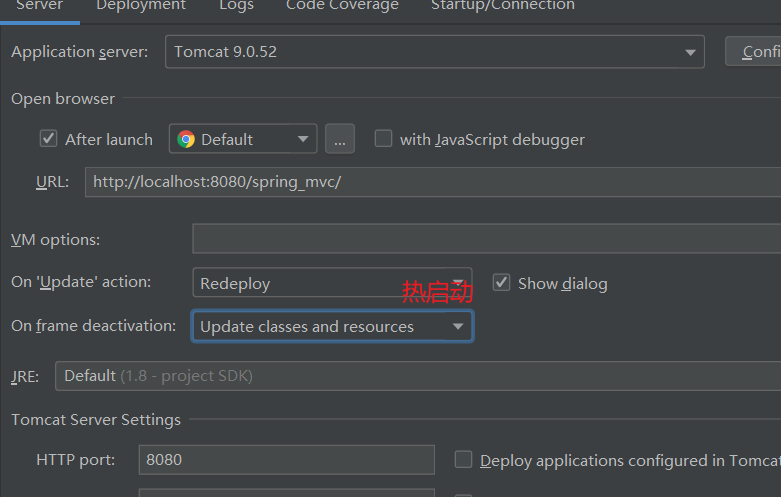 Server Deployment Logs Code Coverage Startup/Connection
Application server: Tomcat 9.0.52 Confi
Open browser
After launch Default ... with JavaScript debugger
URL: http://localhost:8080/spring_mvc/
VM options:
On 'Update' action: Redeploy Show dialog
热启动
On frame deactivation: Update classes and resources
JRE: Default (1.8 - project SDK)
Tomcat Server Settings
HTTP port: 8080 Deploy applications configured in Tomcat